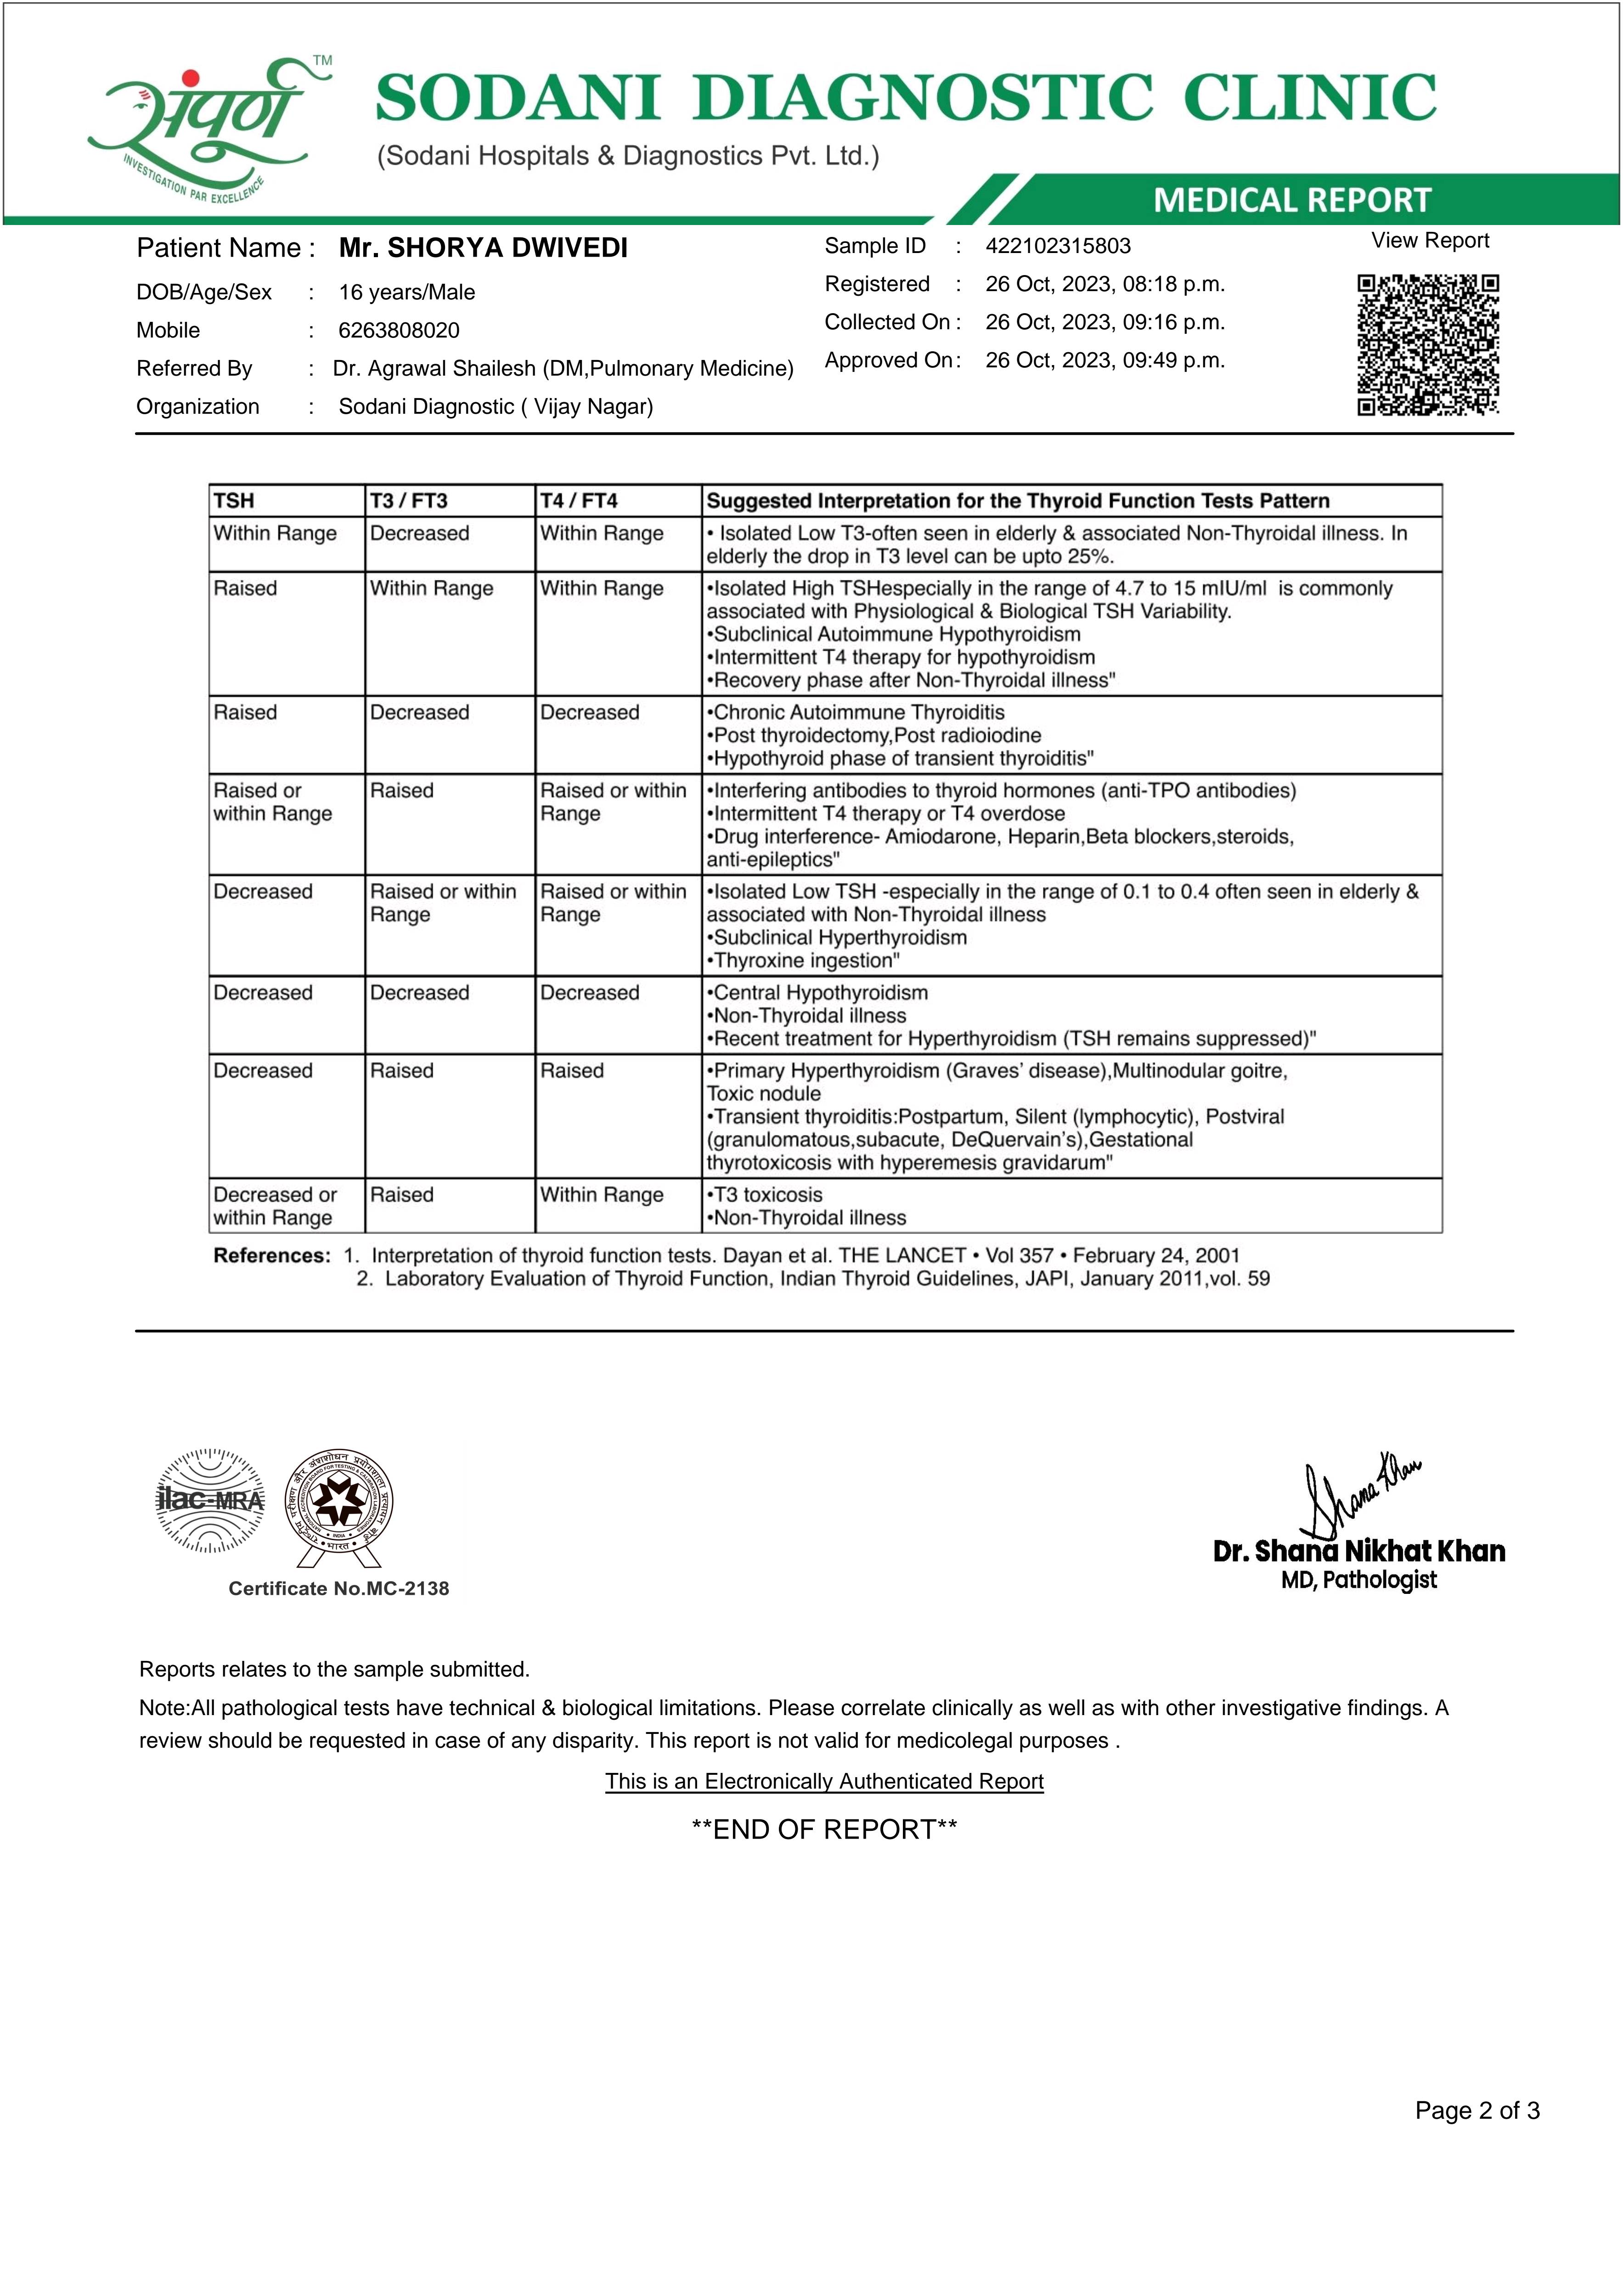 संपूर्ण TM
INVESTIGATION PAR EXCELLENCE
SODANI DIAGNOSTIC CLINIC
(Sodani Hospitals & Diagnostics Pvt. Ltd.)
MEDICAL REPORT
Patient Name : Mr. SHORYA DWIVEDI
DOB/Age/Sex : 16 years/Male
Mobile : 6263808020
Referred By : Dr. Agrawal Shailesh (DM,Pulmonary Medicine)
Organization : Sodani Diagnostic ( Vijay Nagar)
Sample ID : 422102315803
Registered : 26 Oct, 2023, 08:18 p.m.
Collected On : 26 Oct, 2023, 09:16 p.m.
Approved On : 26 Oct, 2023, 09:49 p.m.
View Report
TSH T3 / FT3 T4 / FT4 Suggested Interpretation for the Thyroid Function Tests Pattern
Within Range Decreased Within Range • Isolated Low T3-often seen in elderly & associated Non-Thyroidal illness. In
elderly the drop in T3 level can be upto 25%.
Raised Within Range Within Range •Isolated High TSHespecially in the range of 4.7 to 15 mIU/ml is commonly
associated with Physiological & Biological TSH Variability.
•Subclinical Autoimmune Hypothyroidism
•Intermittent T4 therapy for hypothyroidism
•Recovery phase after Non-Thyroidal illness"
Raised Decreased Decreased •Chronic Autoimmune Thyroiditis
•Post thyroidectomy,Post radioiodine
•Hypothyroid phase of transient thyroiditis"
Raised or Raised Raised or within •Interfering antibodies to thyroid hormones (anti-TPO antibodies)
within Range Range •Intermittent T4 therapy or T4 overdose
•Drug interference- Amiodarone, Heparin,Beta blockers,steroids,
anti-epileptics"
Decreased Raised or within Raised or within •Isolated Low TSH -especially in the range of 0.1 to 0.4 often seen in elderly &
Range Range associated with Non-Thyroidal illness
•Subclinical Hyperthyroidism
•Thyroxine ingestion"
Decreased Decreased Decreased •Central Hypothyroidism
•Non-Thyroidal illness
•Recent treatment for Hyperthyroidism (TSH remains suppressed)"
Decreased Raised Raised •Primary Hyperthyroidism (Graves’ disease),Multinodular goitre,
Toxic nodule
•Transient thyroiditis:Postpartum, Silent (lymphocytic), Postviral
(granulomatous,subacute, DeQuervain’s),Gestational
thyrotoxicosis with hyperemesis gravidarum"
Decreased or Raised Within Range •T3 toxicosis
within Range •Non-Thyroidal illness
References: 1. Interpretation of thyroid function tests. Dayan et al. THE LANCET • Vol 357 • February 24, 2001
2. Laboratory Evaluation of Thyroid Function, Indian Thyroid Guidelines, JAPI, January 2011,vol. 59
ilac-MRA
राष्ट्रीय परीक्षण और अंशशोधन प्रयोगशाला प्रत्यायन बोर्ड
NATIONAL ACCREDITATION BOARD FOR TESTING & CALIBRATION LABORATORIES
INDIA
भारत
Certificate No.MC-2138
Shana Khan
Dr. Shana Nikhat Khan
MD, Pathologist
Reports relates to the sample submitted.
Note:All pathological tests have technical & biological limitations. Please correlate clinically as well as with other investigative findings. A
review should be requested in case of any disparity. This report is not valid for medicolegal purposes .
This is an Electronically Authenticated Report
**END OF REPORT**
Page 2 of 3